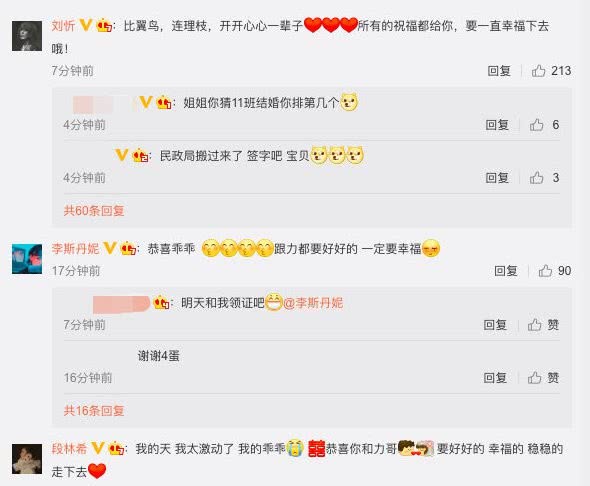 刘忻：比翼鸟，连理枝，开开心心一辈子❤❤❤所有的祝福都给你，要一直幸福下去
哦！
7分钟前 回复 213
：姐姐你猜11班结婚你排第几个
4分钟前 回复 6
：民政局搬过来了 签字吧 宝贝
4分钟前 回复 3
共60条回复
李斯丹妮：恭喜乖乖 跟力都要好好的 一定要幸福
17分钟前 回复 90
：明天和我领证吧@李斯丹妮
7分钟前 回复 赞
谢谢4蛋
16分钟前 回复 赞
共16条回复
段林希：我的天 我太激动了 我的乖乖 囍恭喜你和力哥 要好好的 幸福的 稳稳的
走下去❤